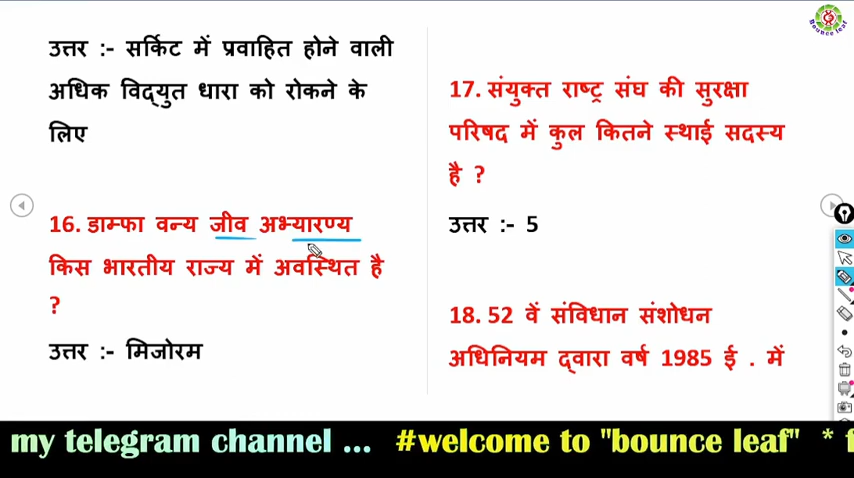 उत्तर :- सर्किट में प्रवाहित होने वाली
अधिक विद्युत धारा को रोकने के
लिए
16. डाम्फा वन्य जीव अभ्यारण्य
किस भारतीय राज्य में अवस्थित है
?
उत्तर :- मिजोरम
17. संयुक्त राष्ट्र संघ की सुरक्षा
परिषद में कुल कितने स्थाई सदस्य
है ?
उत्तर :- 5
18. 52 वें संविधान संशोधन
अधिनियम द्वारा वर्ष 1985 ई . में
Bounce leaf
my telegram channel ... #welcome to "bounce leaf" * f